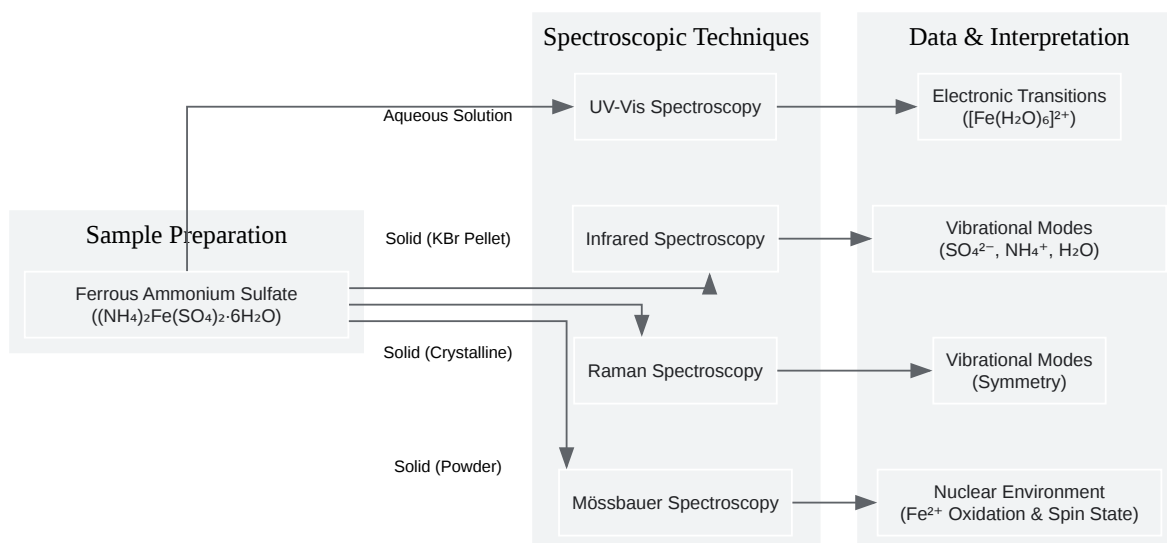 Spectroscopic Techniques
Data & Interpretation
UV-Vis Spectroscopy
Electronic Transitions
([Fe(H₂O)₆]²⁺)
Aqueous Solution
Sample Preparation
Solid (KBr Pellet)
Infrared Spectroscopy
Vibrational Modes
(SO₄²⁻, NH₄⁺, H₂O)
Ferrous Ammonium Sulfate
((NH₄)₂Fe(SO₄)₂·6H₂O)
Solid (Crystalline)
Raman Spectroscopy
Vibrational Modes
(Symmetry)
Solid (Powder)
Mössbauer Spectroscopy
Nuclear Environment
(Fe²⁺ Oxidation & Spin State)